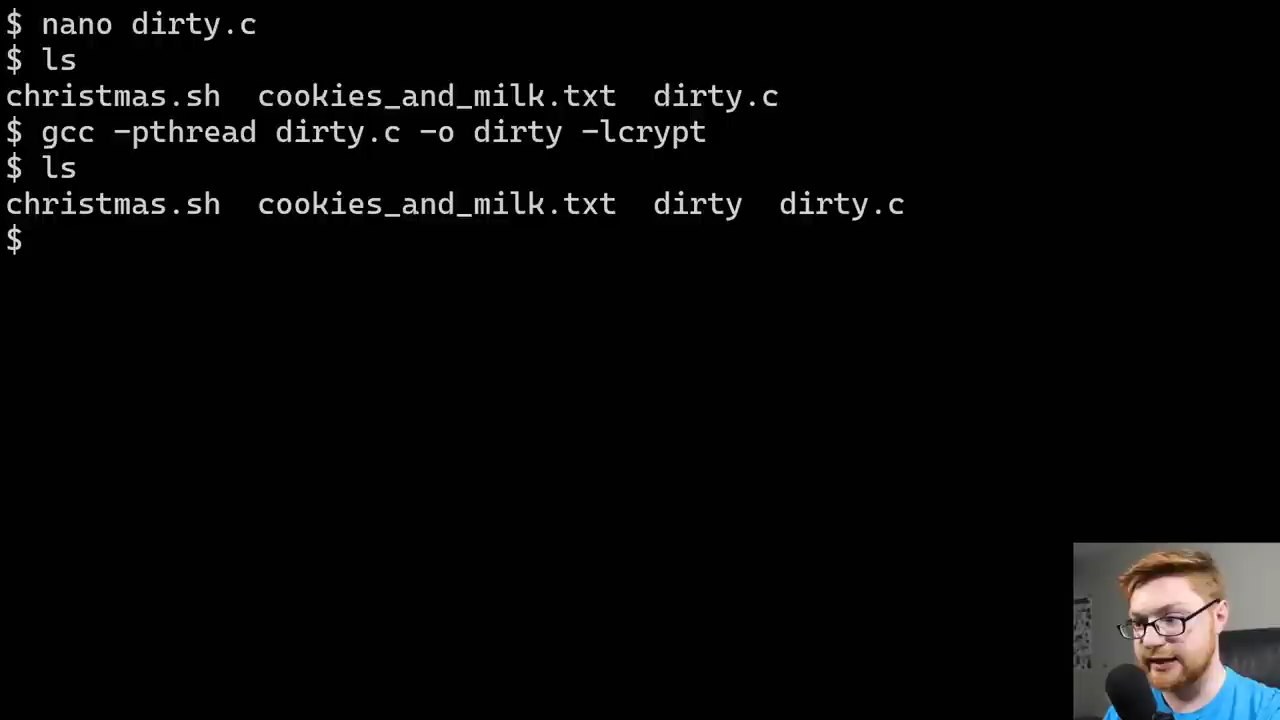 $ nano dirty.c
$ ls
christmas.sh  cookies_and_milk.txt  dirty.c
$ gcc -pthread dirty.c -o dirty -lcrypt
$ ls
christmas.sh  cookies_and_milk.txt  dirty  dirty.c
$